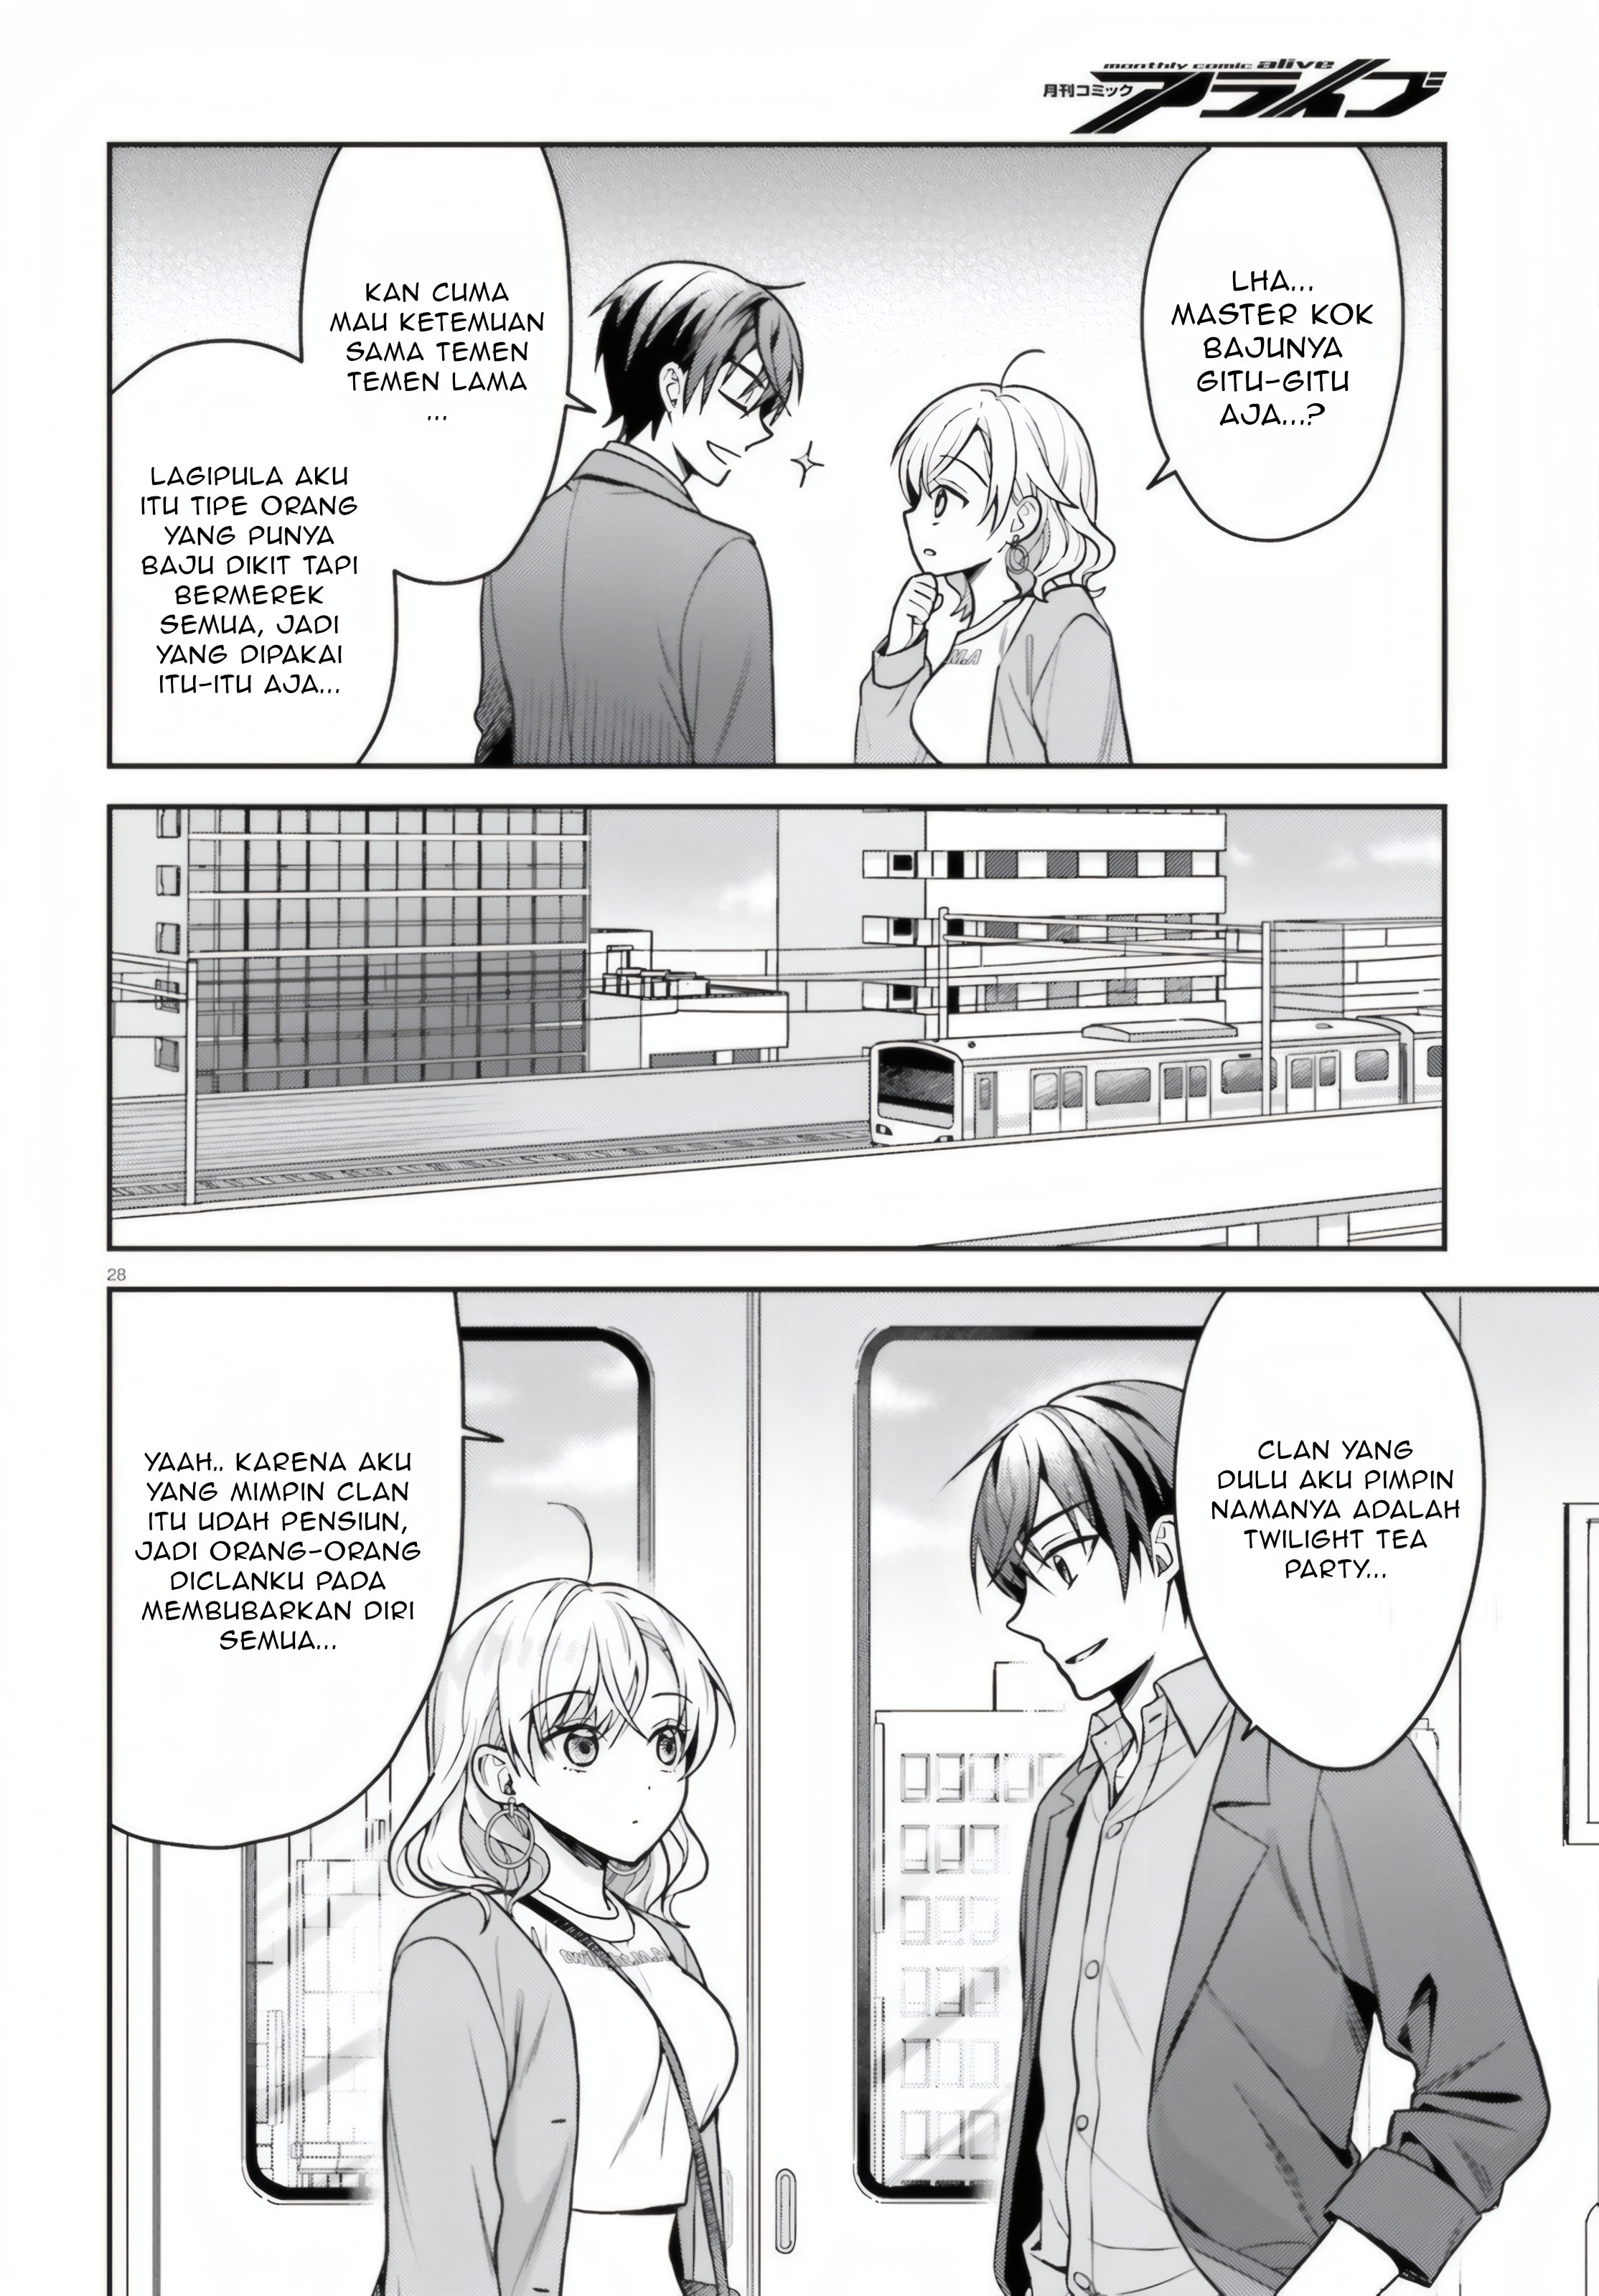 monthly comic alive
月刊コミック アライブ
LHA...
MASTER KOK
BAJUNYA
GITU-GITU
AJA...?
KAN CUMA
MAU KETEMUAN
SAMA TEMEN
TEMEN LAMA
...
LAGIPULA AKU
ITU TIPE ORANG
YANG PUNYA
BAJU DIKIT TAPI
BERMEREK
SEMUA, JADI
YANG DIPAKAI
ITU-ITU AJA...
M.A
28
CLAN YANG
DULU AKU PIMPIN
NAMANYA ADALAH
TWILIGHT TEA
PARTY...
YAAH.. KARENA AKU
YANG MIMPIN CLAN
ITU UDAH PENSIUN,
JADI ORANG-ORANG
DICLANKU PADA
MEMBUBARKAN DIRI
SEMUA...